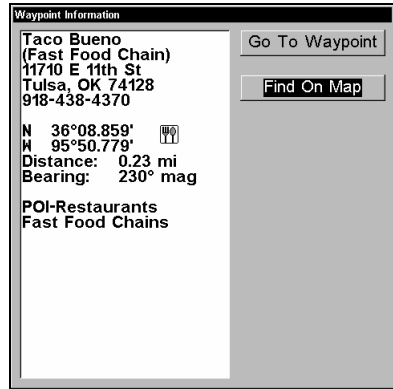 Waypoint Information
Taco Bueno
(Fast Food Chain)
11710 E 11th St
Tulsa, OK 74128
918-438-4370
N 36°08.859'
W 95°50.779'
Distance: 0.23 mi
Bearing: 230° mag
POI-Restaurants
Fast Food Chains
Go To Waypoint
Find On Map